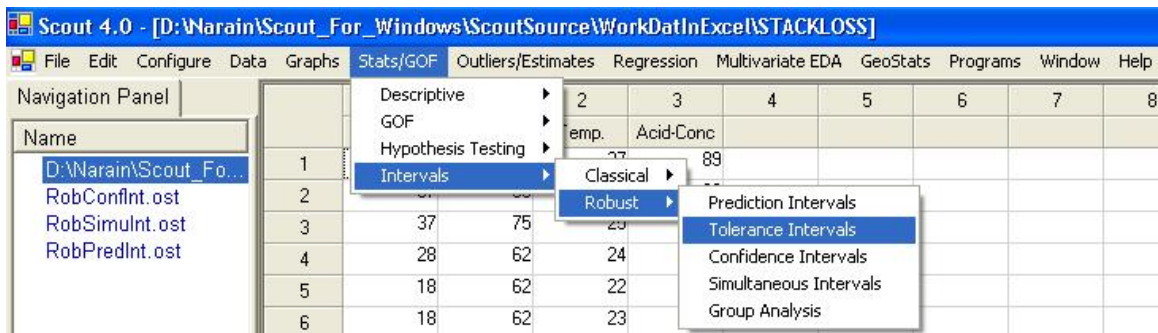 Scout 4.0 - [D:\Narain\Scout_For_Windows\ScoutSource\WorkDatInExcel\STACKLOSS]
File Edit Configure Data Graphs Stats/GOF Outliers/Estimates Regression Multivariate EDA GeoStats Programs Window Help
Navigation Panel
Name
D:\Narain\Scout_Fo...
RobConfInt.ost
RobSimuInt.ost
RobPredInt.ost
Descriptive
GOF
Hypothesis Testing
Intervals
Classical
Robust
Prediction Intervals
Tolerance Intervals
Confidence Intervals
Simultaneous Intervals
Group Analysis
2 3 4 5 6 7 8
emp. Acid-Conc
1 27 89
2
3 37 75 25
4 28 62 24
5 18 62 22
6 18 62 23